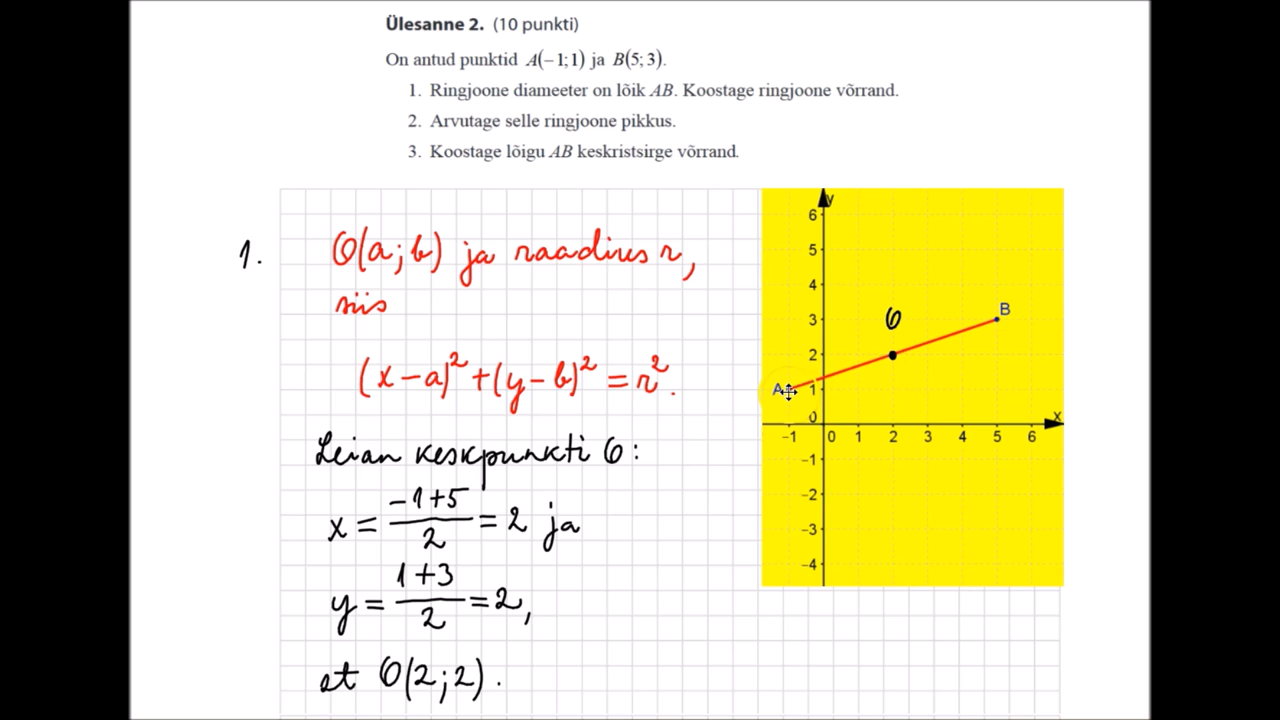 Ülesanne 2. (10 punkti)
On antud punktid A(−1;1) ja B(5;3).
1. Ringjoone diameeter on lõik AB. Koostage ringjoone võrrand.
2. Arvutage selle ringjoone pikkus.
3. Koostage lõigu AB keskristsirge võrrand.
1. O(a;b) ja raadius r,
siis
(x−a)²+(y−b)²=r².
Leian keskpunkti O:
x = (−1+5)/2 = 2 ja
y = (1+3)/2 = 2,
et O(2;2).
y
6
5
4
3
2
1
0
−1
−2
−3
−4
−1 0 1 2 3 4 5 6
x
A
O
B